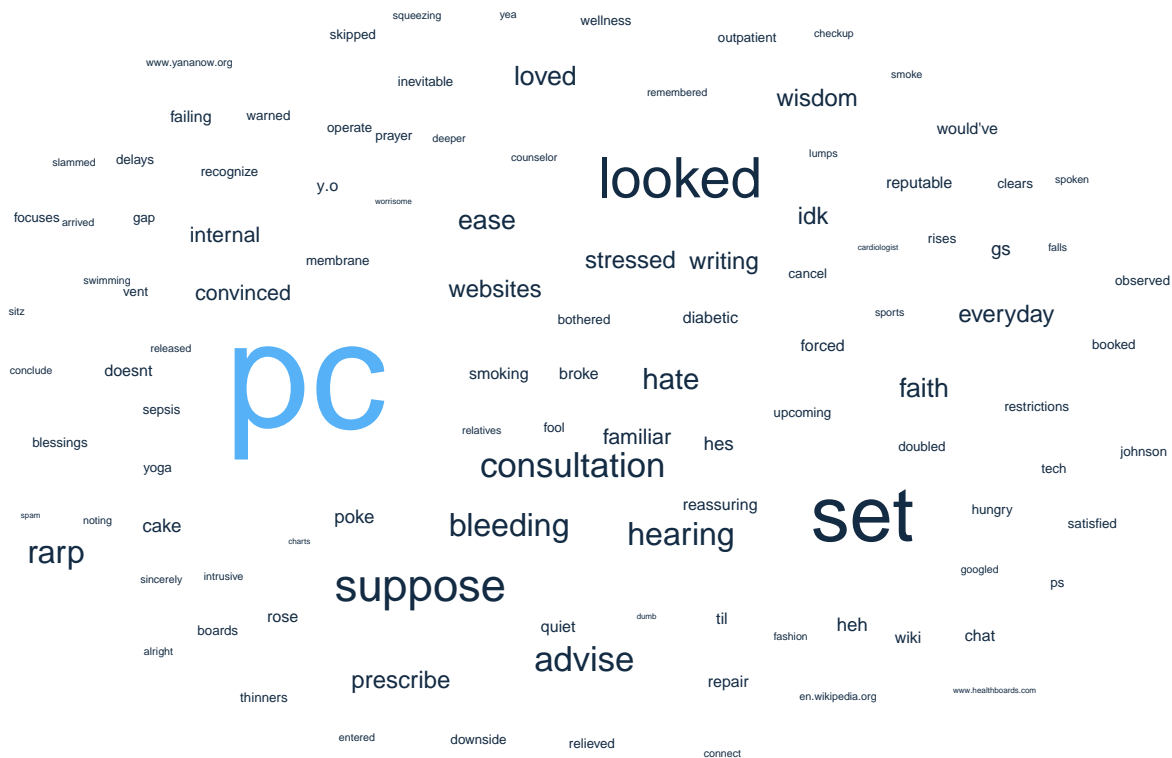 squeezing
yea
wellness
skipped
outpatient
checkup
www.yananow.org
inevitable
loved
smoke
remembered
wisdom
failing
warned
operate
prayer
deeper
would've
slammed
delays
recognize
counselor
looked
lumps
y.o
reputable
clears
spoken
worrisome
focuses
arrived
gap
internal
ease
idk
cardiologist
rises
gs
falls
membrane
stressed
writing
cancel
observed
swimming
vent
convinced
websites
sitz
bothered
diabetic
sports
everyday
released
forced
booked
conclude
doesnt
pc
smoking
broke
hate
faith
sepsis
upcoming
restrictions
blessings
relatives
fool
familiar
hes
doubled
johnson
yoga
consultation
tech
spam
noting
cake
poke
bleeding
reassuring
hearing
set
hungry
satisfied
rarp
charts
sincerely
intrusive
suppose
googled
ps
rose
boards
quiet
dumb
til
fashion
heh
wiki
chat
alright
prescribe
advise
repair
thinners
en.wikipedia.org
www.healthboards.com
entered
downside
relieved
connect